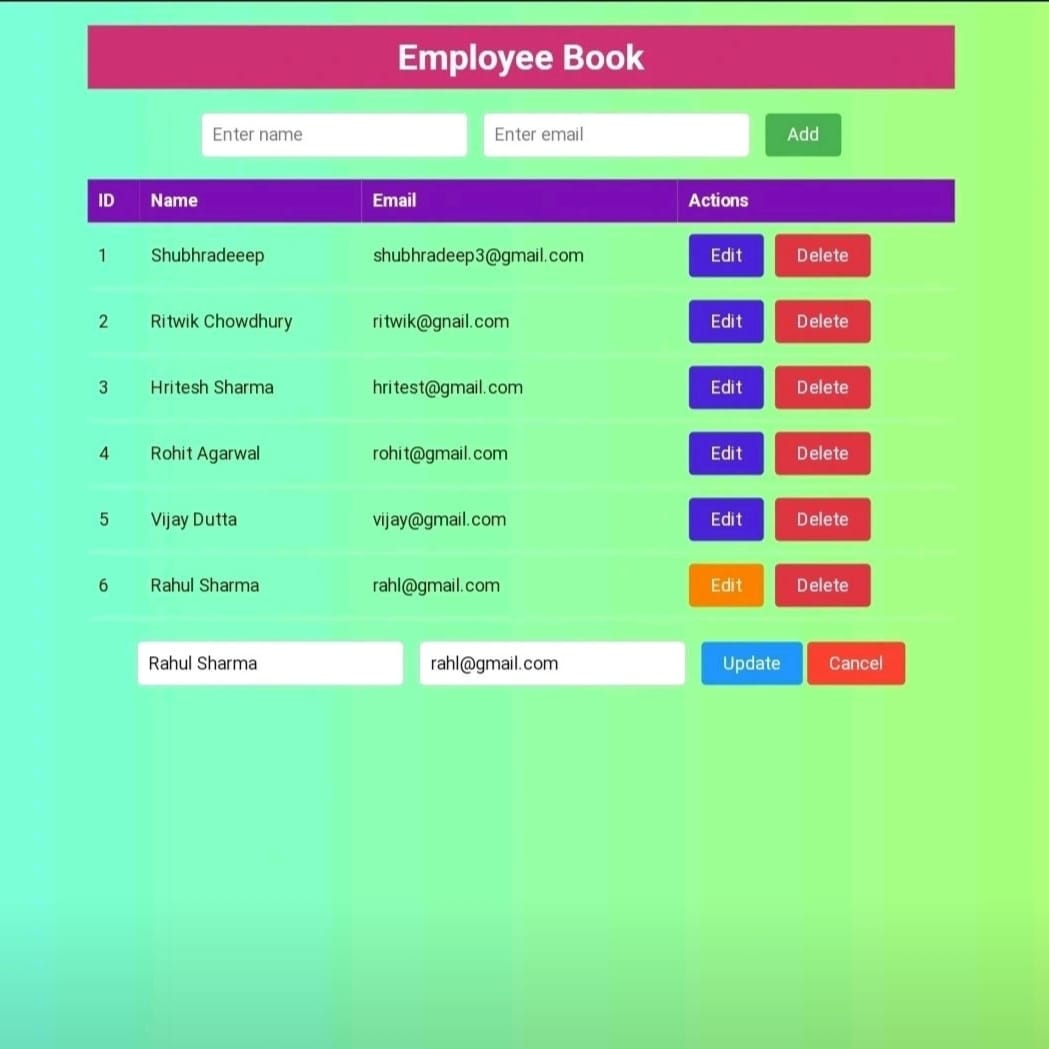 Employee Book
Enter name Enter email Add
ID Name Email Actions
1 Shubhradeeep shubhradeep3@gmail.com Edit Delete
2 Ritwik Chowdhury ritwik@gnail.com Edit Delete
3 Hritesh Sharma hritest@gmail.com Edit Delete
4 Rohit Agarwal rohit@gmail.com Edit Delete
5 Vijay Dutta vijay@gmail.com Edit Delete
6 Rahul Sharma rahl@gmail.com Edit Delete
Rahul Sharma rahl@gmail.com Update Cancel